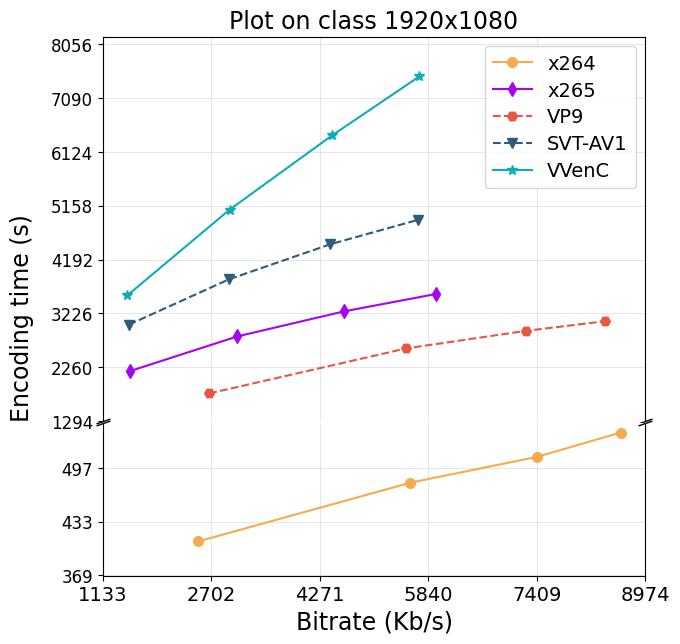 Plot on class 1920x1080
8056
7090
6124
5158
4192
3226
2260
1294
497
433
369
Encoding time (s)
x264
x265
VP9
SVT-AV1
VVenC
1133 2702 4271 5840 7409 8974
Bitrate (Kb/s)